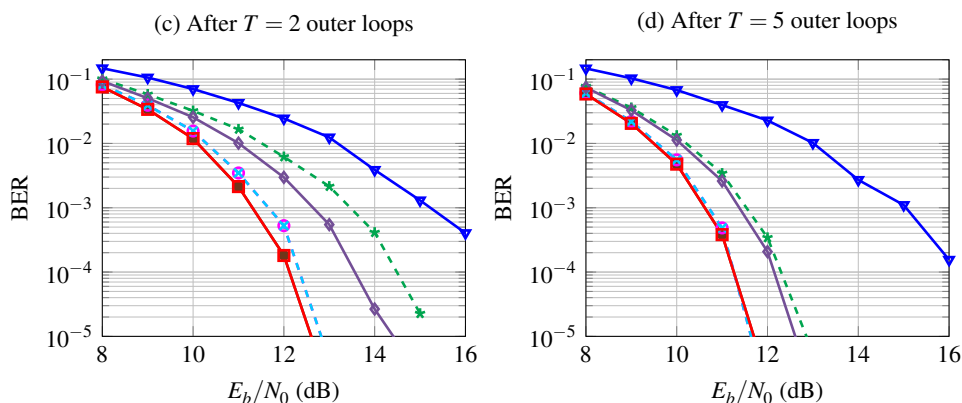 (c) After T = 2 outer loops
10⁻¹
10⁻²
10⁻³
10⁻⁴
10⁻⁵
BER
8 10 12 14 16
E_b/N_0 (dB)
(d) After T = 5 outer loops
10⁻¹
10⁻²
10⁻³
10⁻⁴
10⁻⁵
BER
8 10 12 14 16
E_b/N_0 (dB)